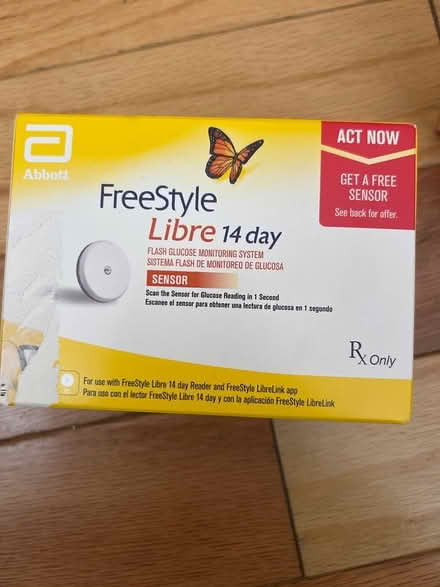 Abbott
ACT NOW
GET A FREE
SENSOR
See back for offer.
FreeStyle
Libre 14 day
FLASH GLUCOSE MONITORING SYSTEM
SISTEMA FLASH DE MONITOREO DE GLUCOSA
SENSOR
Scan the Sensor for Glucose Reading in 1 Second
Escanee el sensor para obtener una lectura de glucosa en 1 segundo
Rx Only
For use with FreeStyle Libre 14 day Reader and FreeStyle LibreLink app
Para uso con el lector FreeStyle Libre 14 day y con la aplicación FreeStyle LibreLink